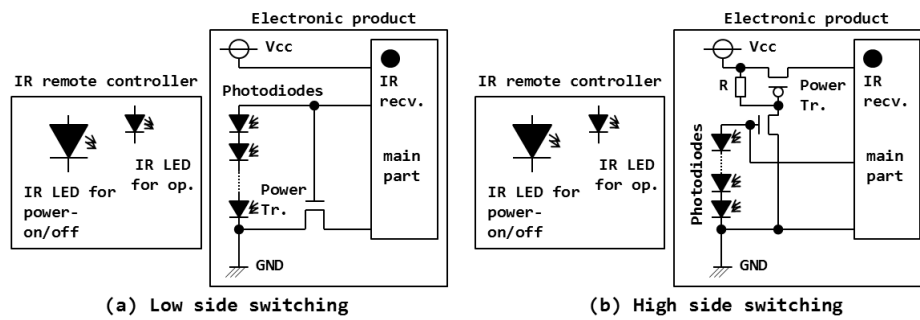 Electronic product
Vcc
IR remote controller
Photodiodes
IR
recv.
IR LED
for op.
IR LED for
power-
on/off
Power
Tr.
main
part
GND
(a) Low side switching
Electronic product
Vcc
IR remote controller
R
Power
Tr.
IR
recv.
Photodiodes
IR LED
for op.
IR LED for
power-
on/off
main
part
GND
(b) High side switching